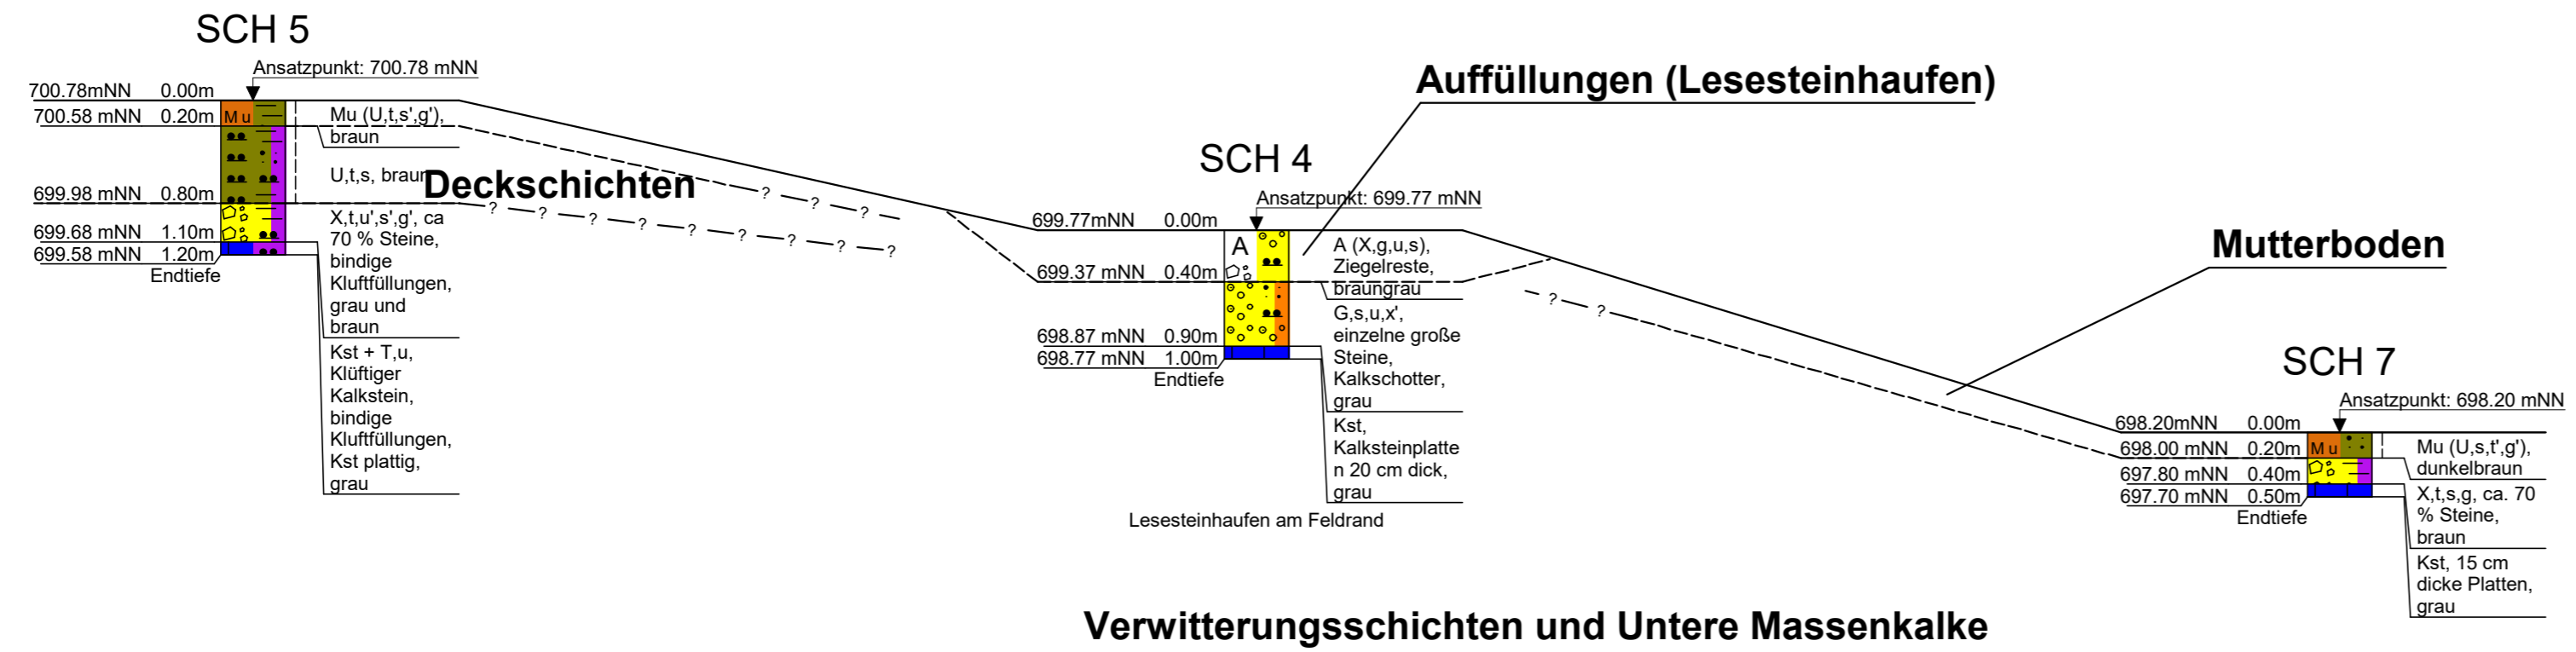 SCH 5
Ansatzpunkt: 700.78 mNN
700.78mNN 0.00m
700.58 mNN 0.20m
699.98 mNN 0.80m
699.68 mNN 1.10m
699.58 mNN 1.20m
Endtiefe
Mu
Mu (U,t,s',g'),
braun
U,t,s, braun
X,t,u',s',g', ca
70 % Steine,
bindige
Kluftfüllungen,
grau und
braun
Kst + T,u,
Klüftiger
Kalkstein,
bindige
Kluftfüllungen,
Kst plattig,
grau
Deckschichten
? ? ?
? ? ? ? ? ? ? ? ?
Auffüllungen (Lesesteinhaufen)
SCH 4
Ansatzpunkt: 699.77 mNN
699.77mNN 0.00m
699.37 mNN 0.40m
698.87 mNN 0.90m
698.77 mNN 1.00m
Endtiefe
A
A (X,g,u,s),
Ziegelreste,
braungrau
G,s,u,x',
einzelne große
Steine,
Kalkschotter,
grau
Kst,
Kalksteinplatte
n 20 cm dick,
grau
Lesesteinhaufen am Feldrand
? ?
Mutterboden
SCH 7
Ansatzpunkt: 698.20 mNN
698.20mNN 0.00m
698.00 mNN 0.20m
697.80 mNN 0.40m
697.70 mNN 0.50m
Endtiefe
Mu
Mu (U,s,t',g'),
dunkelbraun
X,t,s,g, ca. 70
% Steine,
braun
Kst, 15 cm
dicke Platten,
grau
Verwitterungsschichten und Untere Massenkalke